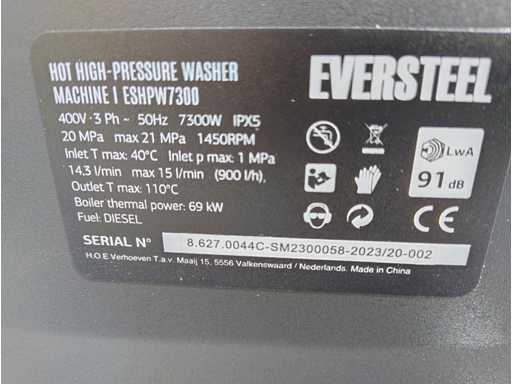 HOT HIGH-PRESSURE WASHER
MACHINE I ESHPW7300
EVERSTEEL
400V·3 Ph ~ 50Hz 7300W IPX5
20 MPa max 21 MPa 1450RPM
Inlet T max: 40°C Inlet p max: 1 MPa
14,3 l/min max 15 l/min (900 l/h),
Outlet T max: 110°C
Boiler thermal power: 69 kW
Fuel: DIESEL
LwA
91 dB
CE
SERIAL N° 8.627.0044C-SM2300058-2023/20-002
H.O.E Verhoeven T.a.v. Maaij 15. 5556 Valkenswaard / Nederlands. Made in China